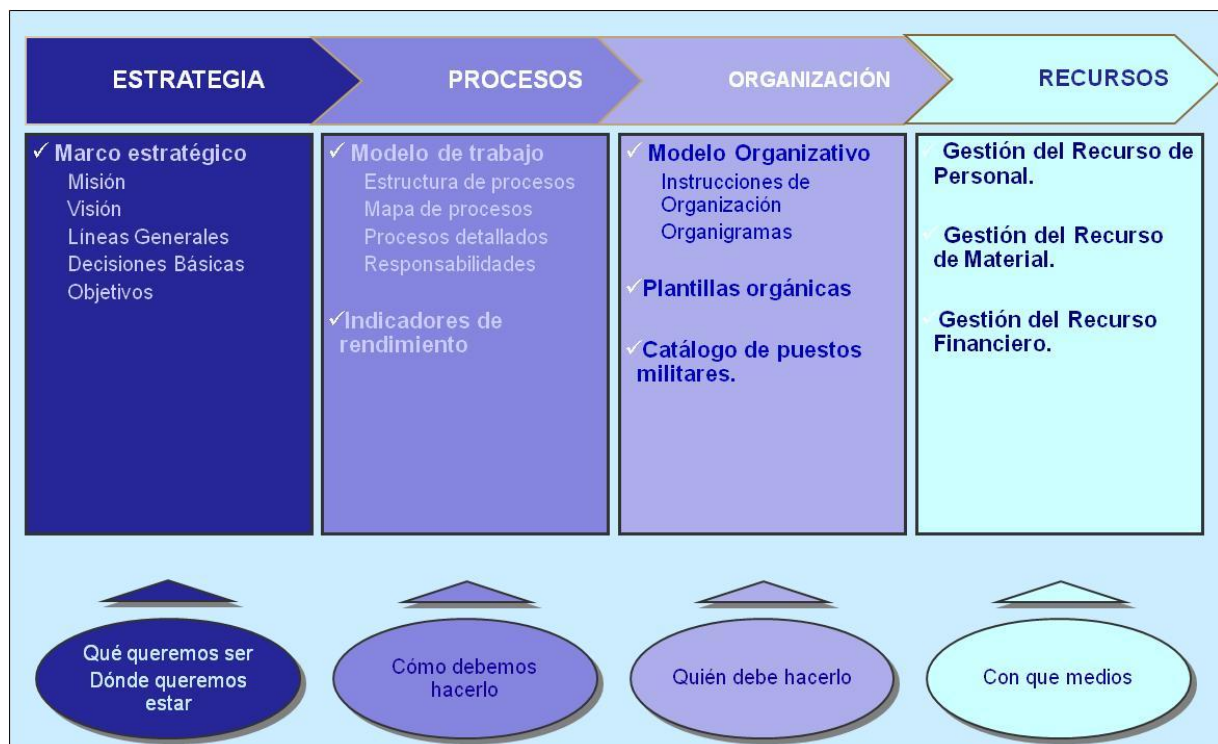 ESTRATEGIA
PROCESOS
ORGANIZACIÓN
RECURSOS
✓ Marco estratégico
Misión
Visión
Líneas Generales
Decisiones Básicas
Objetivos
✓ Modelo de trabajo
Estructura de procesos
Mapa de procesos
Procesos detallados
Responsabilidades
✓Indicadores de
rendimiento
✓ Modelo Organizativo
Instrucciones de
Organización
Organigramas
✓Plantillas orgánicas
✓Catálogo de puestos
militares.
✓ Gestión del Recurso de
Personal.
✓ Gestión del Recurso
de Material.
✓ Gestión del Recurso
Financiero.
Qué queremos ser
Dónde queremos
estar
Cómo debemos
hacerlo
Quién debe hacerlo
Con que medios